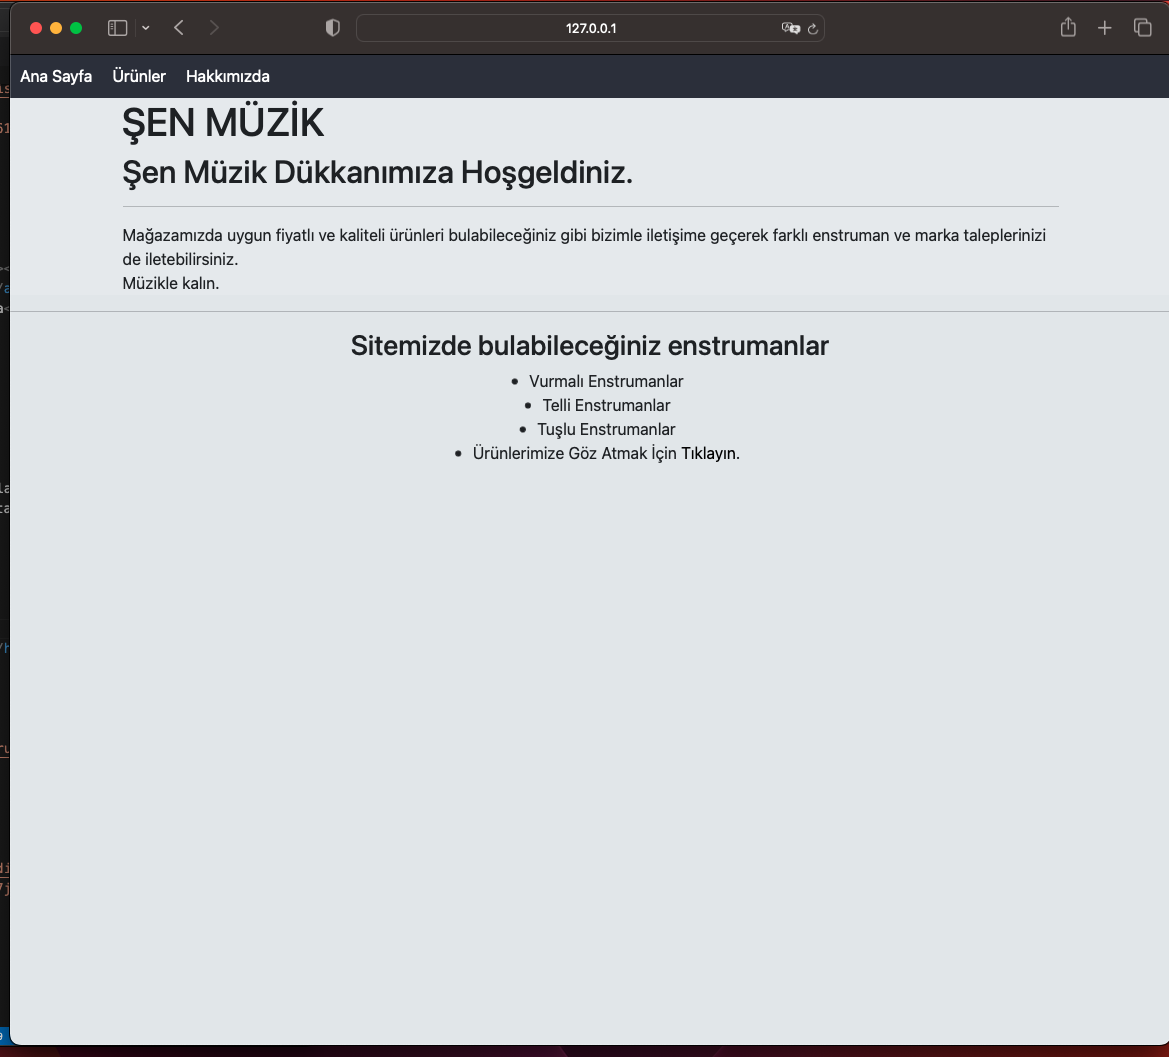 127.0.0.1
Ana Sayfa Ürünler Hakkımızda
ŞEN MÜZİK
Şen Müzik Dükkanımıza Hoşgeldiniz.
Mağazamızda uygun fiyatlı ve kaliteli ürünleri bulabileceğiniz gibi bizimle iletişime geçerek farklı enstruman ve marka taleplerinizi
de iletebilirsiniz.
Müzikle kalın.
Sitemizde bulabileceğiniz enstrumanlar
• Vurmalı Enstrumanlar
• Telli Enstrumanlar
• Tuşlu Enstrumanlar
• Ürünlerimize Göz Atmak İçin Tıklayın.